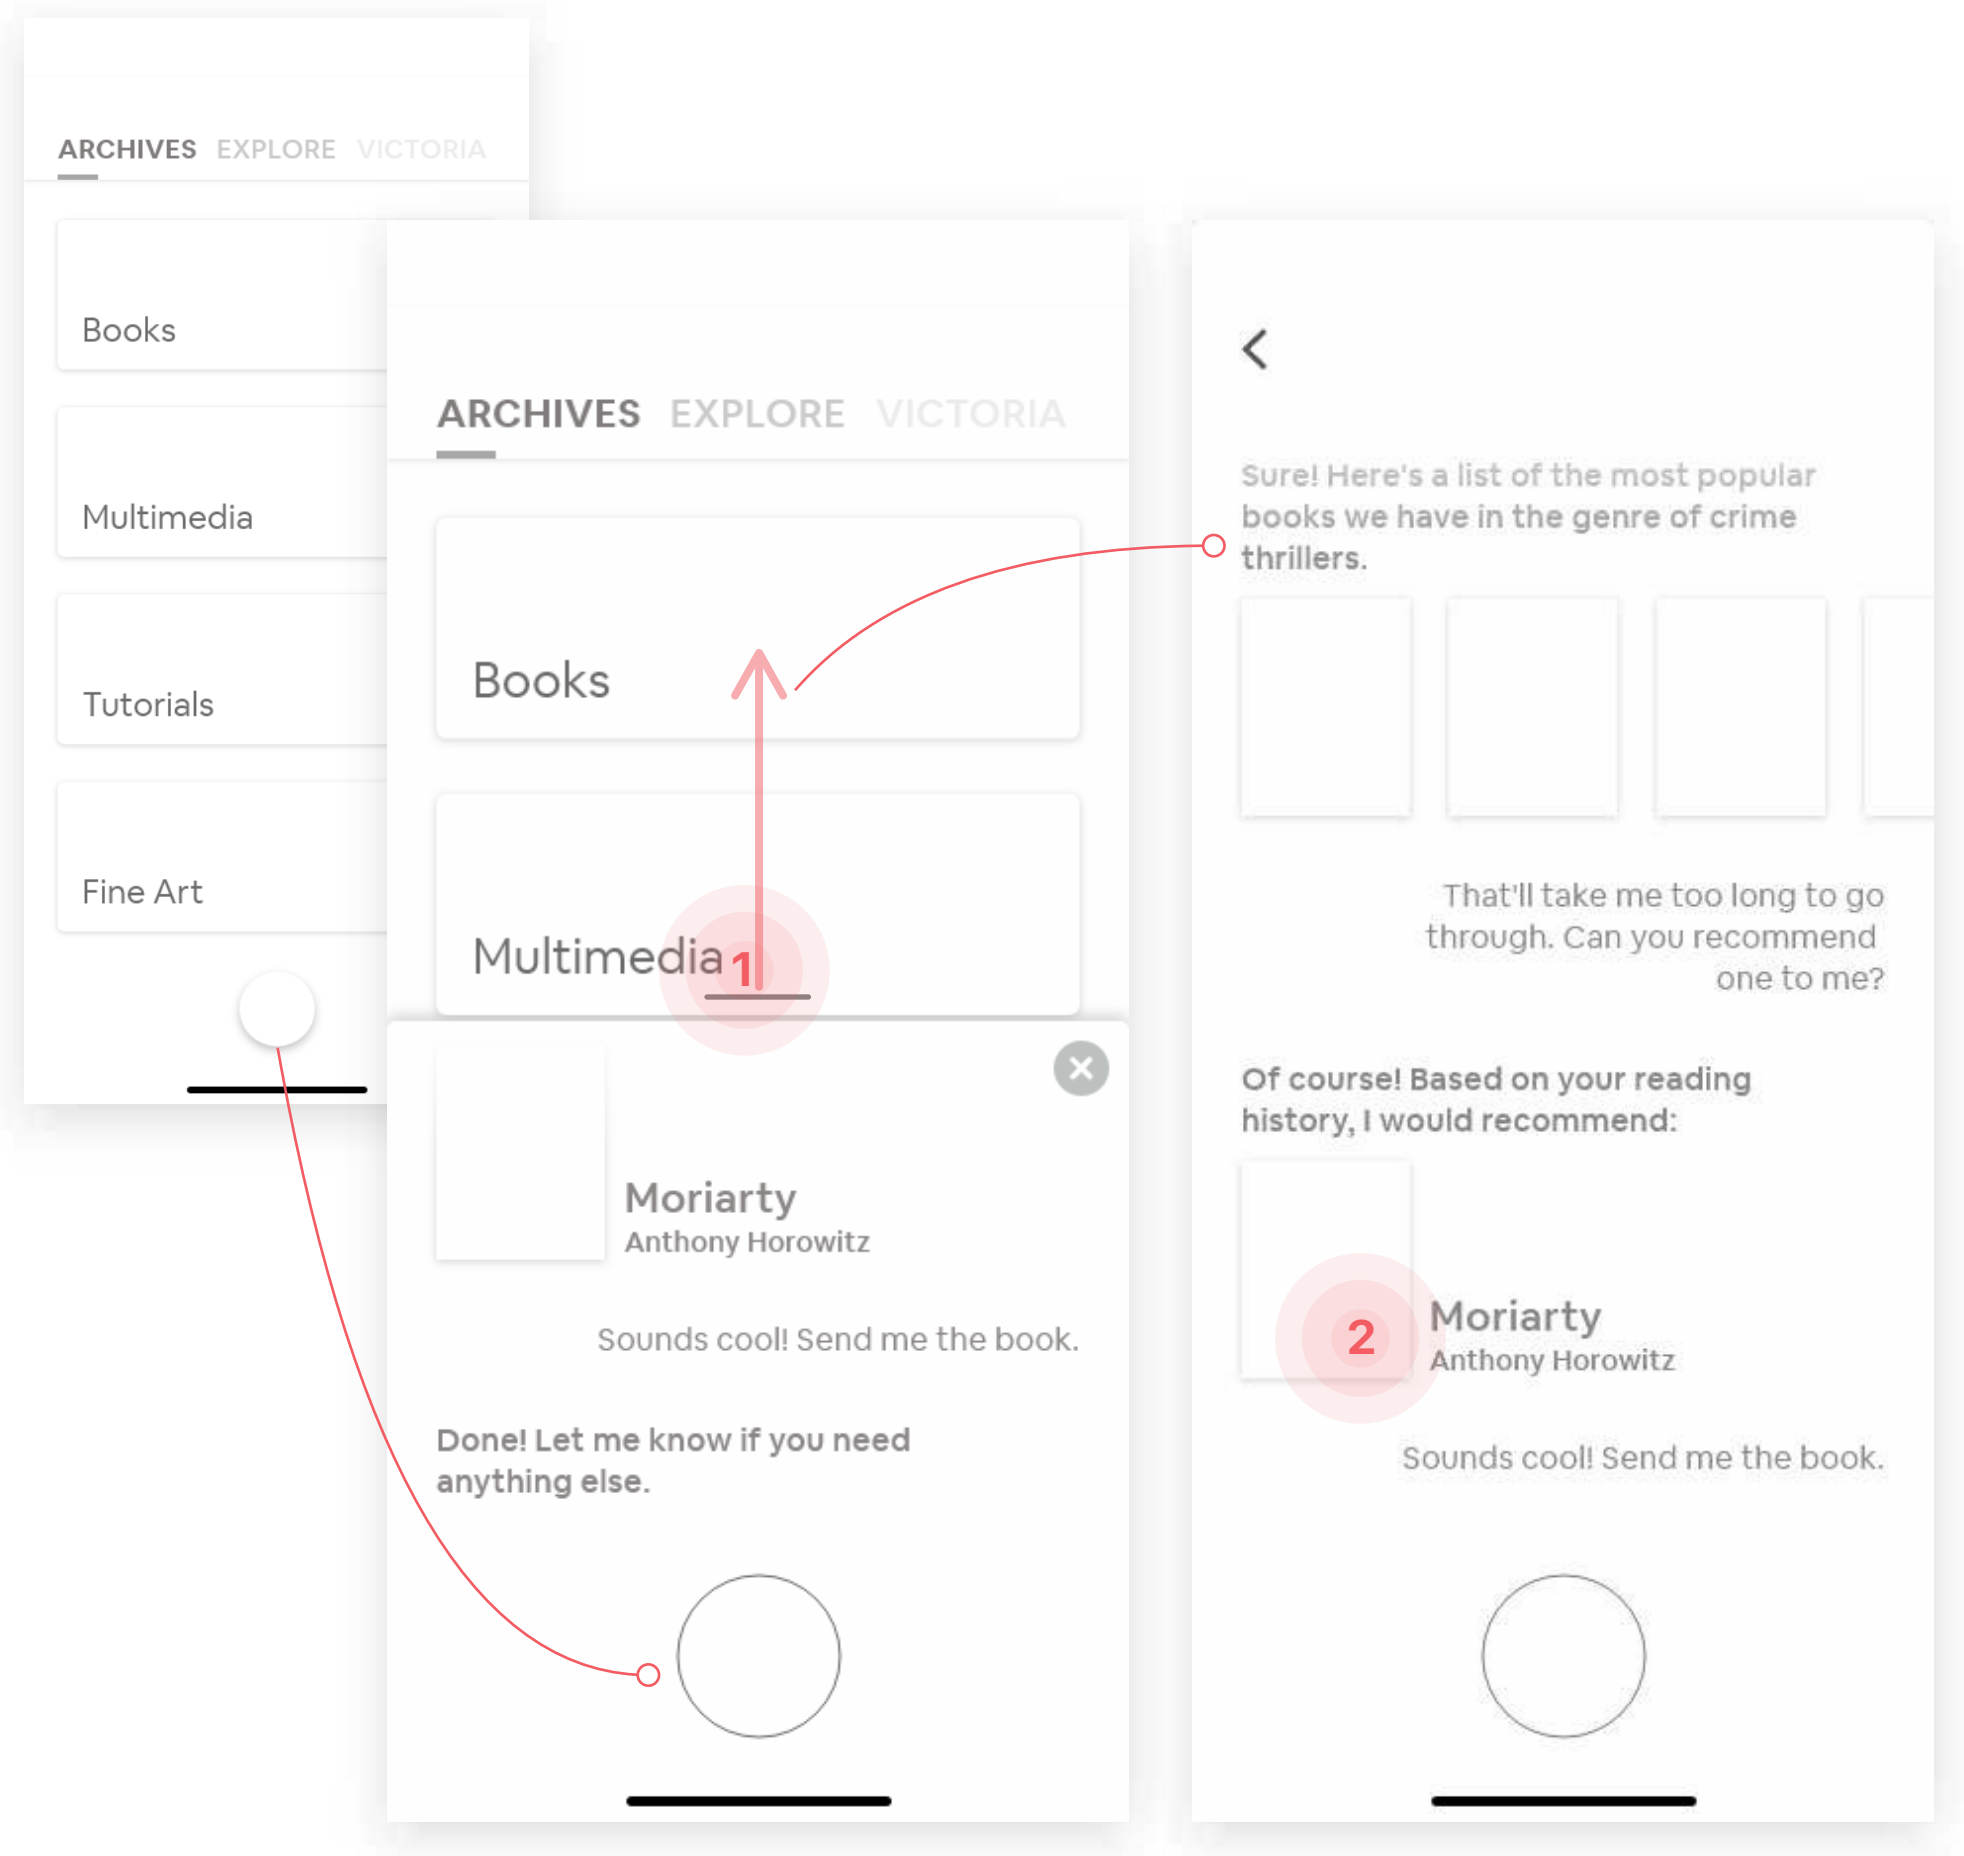 ARCHIVES EXPLORE VICTORIA
Books
Multimedia
Tutorials
Fine Art
ARCHIVES EXPLORE VICTORIA
Books
Multimedia
1
Moriarty
Anthony Horowitz
Sounds cool! Send me the book.
Done! Let me know if you need
anything else.
Sure! Here's a list of the most popular
books we have in the genre of crime
thrillers.
That'll take me too long to go
through. Can you recommend
one to me?
Of course! Based on your reading
history, I would recommend:
2
Moriarty
Anthony Horowitz
Sounds cool! Send me the book.